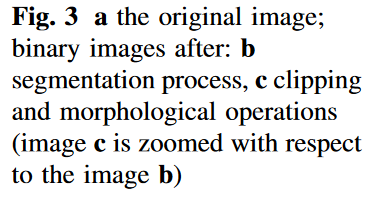 Fig. 3 a the original image;
binary images after: b
segmentation process, c clipping
and morphological operations
(image c is zoomed with respect
to the image b)